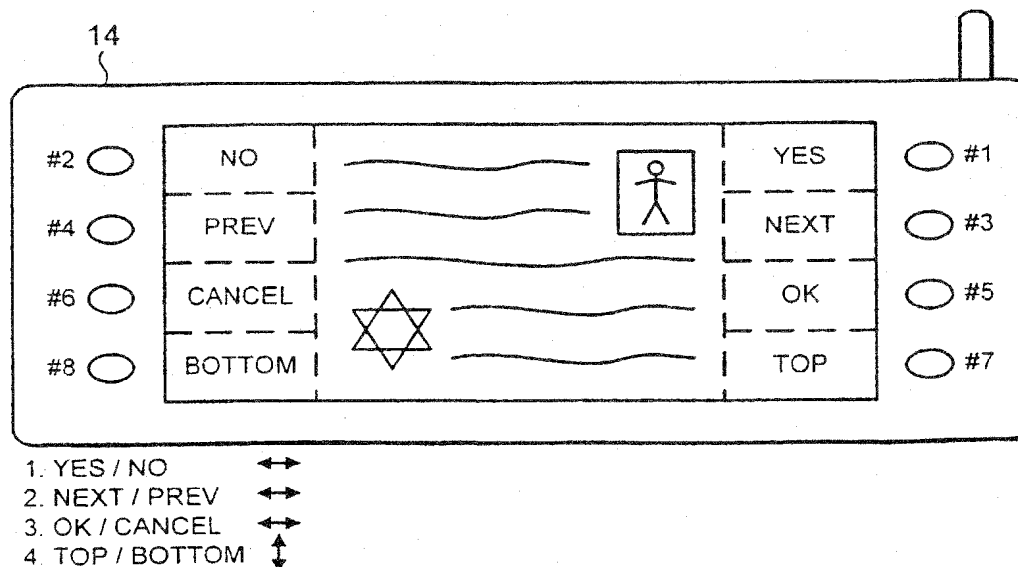 14
#2 NO YES #1
#4 PREV NEXT #3
#6 CANCEL OK #5
#8 BOTTOM TOP #7
1. YES / NO
2. NEXT / PREV
3. OK / CANCEL
4. TOP / BOTTOM